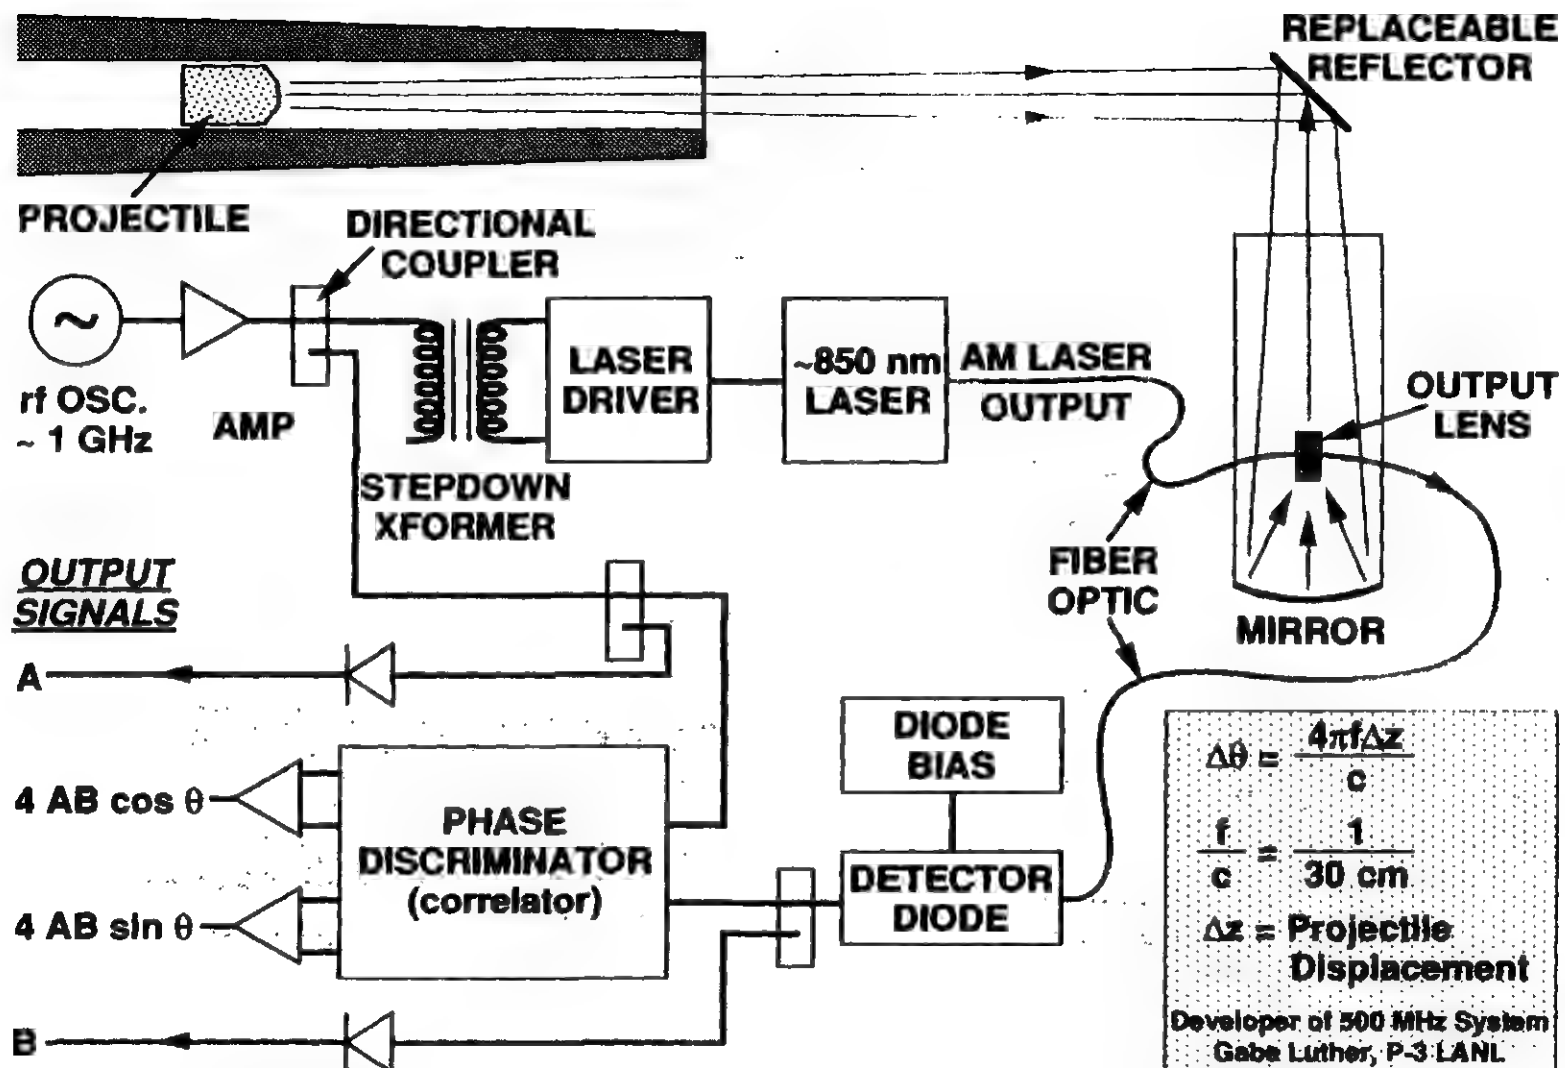 REPLACEABLE
REFLECTOR
PROJECTILE
DIRECTIONAL
COUPLER
~
rf OSC.
~ 1 GHz
AMP
STEPDOWN
XFORMER
LASER
DRIVER
~850 nm
LASER
AM LASER
OUTPUT
OUTPUT
LENS
FIBER
OPTIC
MIRROR
OUTPUT
SIGNALS
A
4 AB cos θ
4 AB sin θ
B
PHASE
DISCRIMINATOR
(correlator)
DIODE
BIAS
DETECTOR
DIODE
Δθ = 4πfΔz / c
f / c = 1 / 30 cm
Δz = Projectile
Displacement
Developer of 500 MHz System
Gabe Luther, P-3 LANL